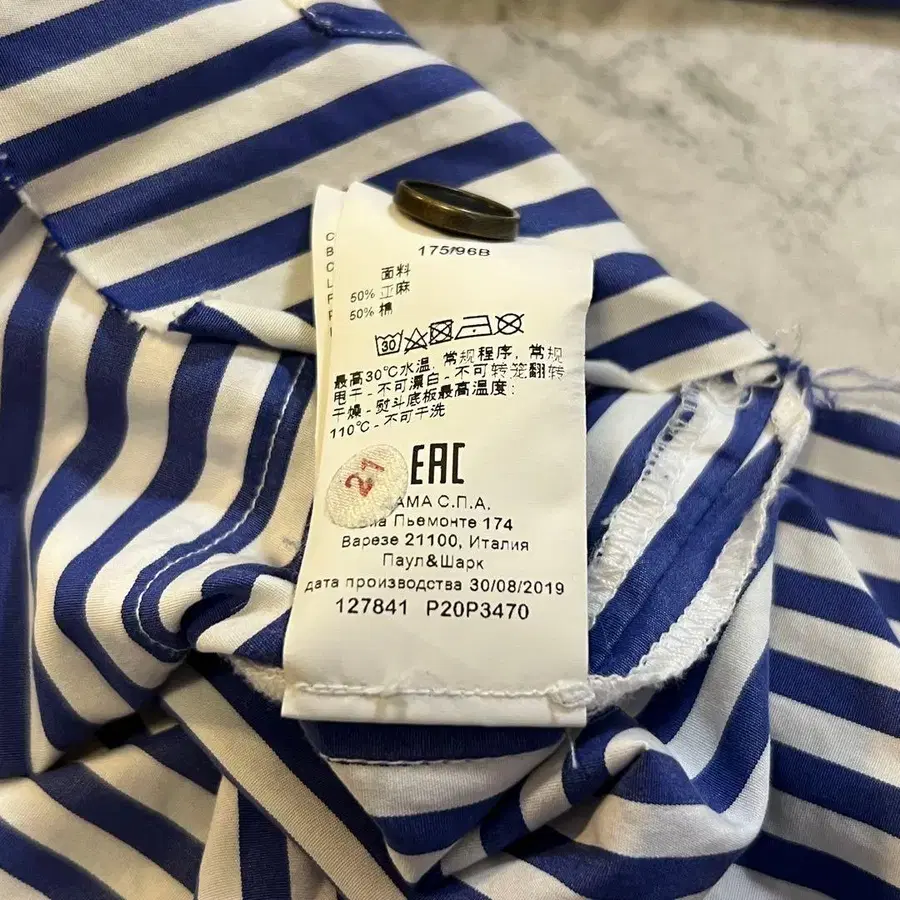 175/96B
面料
50% 亚麻
50% 棉
30
最高30℃水温, 常规程序, 常规
甩干 - 不可漂白 - 不可转笼翻转
干燥 - 熨斗底板最高温度:
110℃ - 不可干洗
21
EAC
АМА С.П.А.
Пьемонте 174
Варезе 21100, Италия
Паул&Шарк
дата производства 30/08/2019
127841 P20P3470